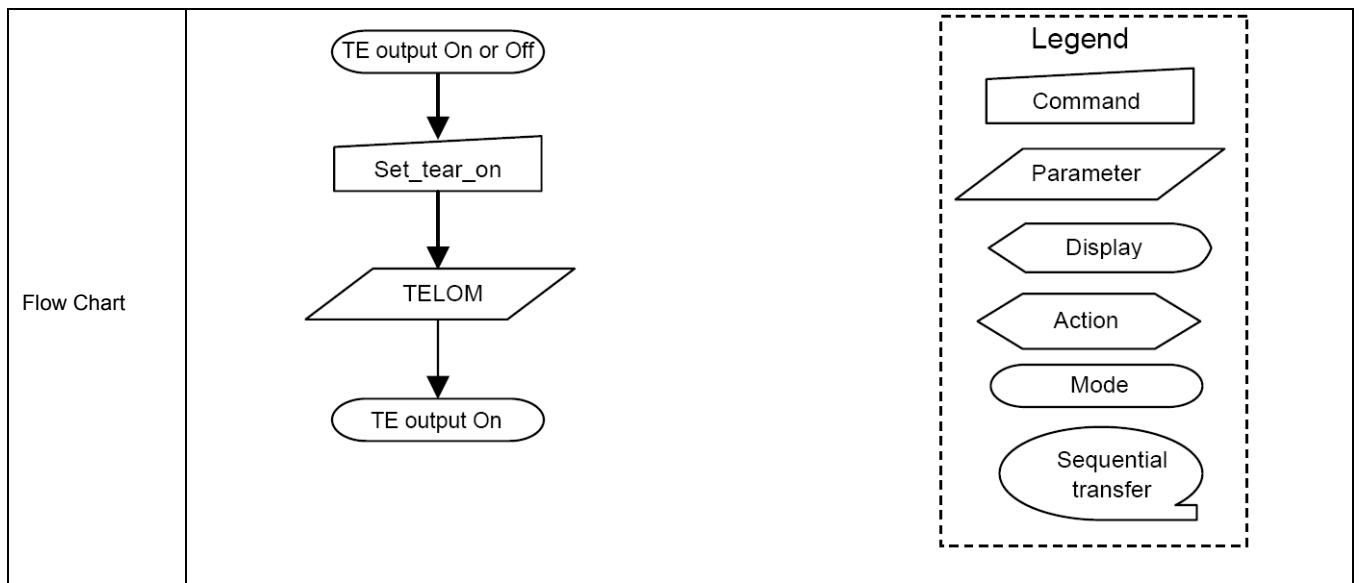 Flow Chart
TE output On or Off
Set_tear_on
TELOM
TE output On
Legend
Command
Parameter
Display
Action
Mode
Sequential
transfer